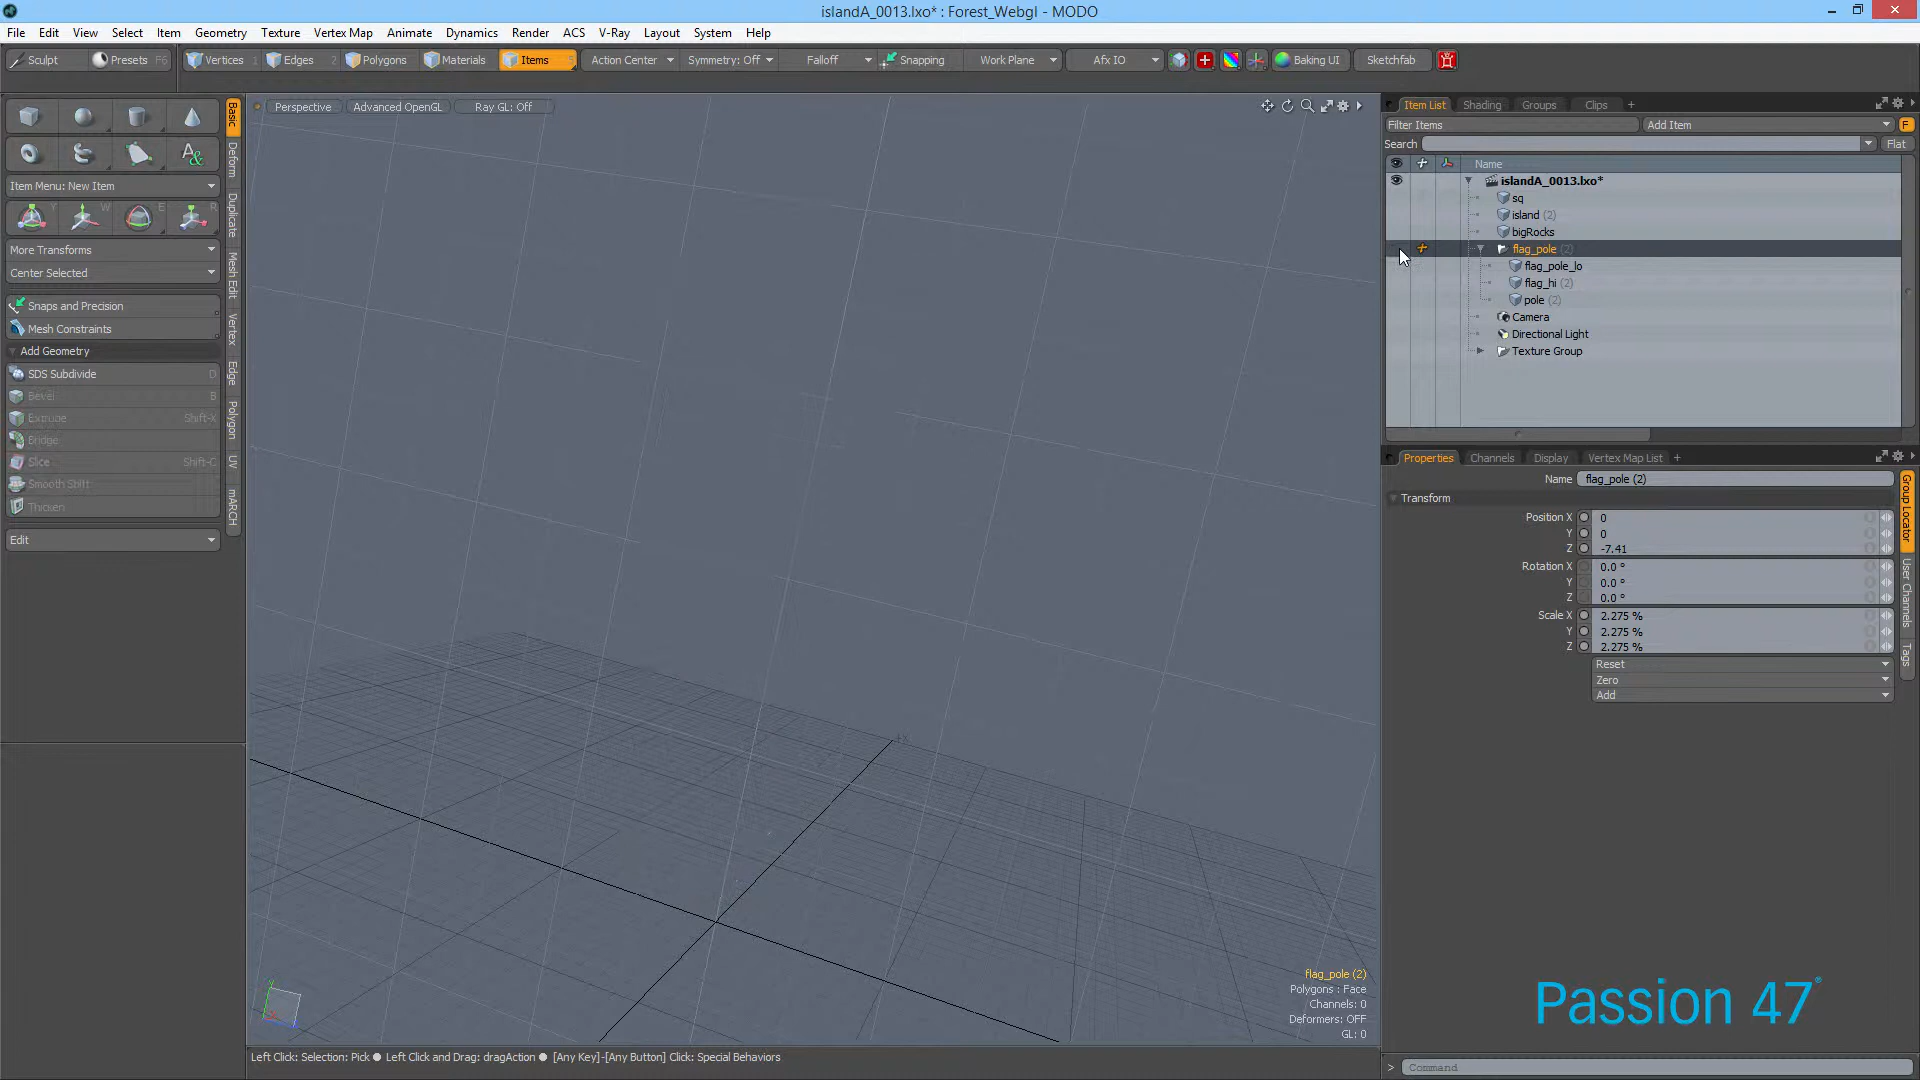 islandA_0013.lxo* : Forest_Webgl - MODO
File Edit View Select Item Geometry Texture Vertex Map Animate Dynamics Render ACS V-Ray Layout System Help
Sculpt Presets F6 Vertices 1 Edges 2 Polygons 3 Materials 4 Items 5 Action Center Symmetry: Off Falloff Snapping Work Plane Afx IO Baking UI Sketchfab
Perspective Advanced OpenGL Ray GL: Off
Basic
Deform
Duplicate
Mesh Edit
Vertex
Edge
Polygon
UV
mARCH
Item Menu: New Item
Y W E R
More Transforms
Center Selected
Snaps and Precision
Mesh Constraints
Add Geometry
SDS Subdivide D
Bevel B
Extrude Shift-X
Bridge
Slice Shift-C
Smooth Shift
Thicken
Edit
+X
flag_pole (2)
Polygons : Face
Channels: 0
Deformers: OFF
GL: 0
Left Click: Selection: Pick ● Left Click and Drag: dragAction ● [Any Key]-[Any Button] Click: Special Behaviors
Item List Shading Groups Clips +
Filter Items Add Item F
Search Flat
Name
islandA_0013.lxo*
sq
island (2)
bigRocks
flag_pole (2)
flag_pole_lo
flag_hi (2)
pole (2)
Camera
Directional Light
Texture Group
Properties Channels Display Vertex Map List +
Name flag_pole (2)
Transform
Position X 0
Y 0
Z -7.41
Rotation X 0.0 °
Y 0.0 °
Z 0.0 °
Scale X 2.275 %
Y 2.275 %
Z 2.275 %
Reset
Zero
Add
Group Locator
User Channels
Tags
Passion 47
> Command